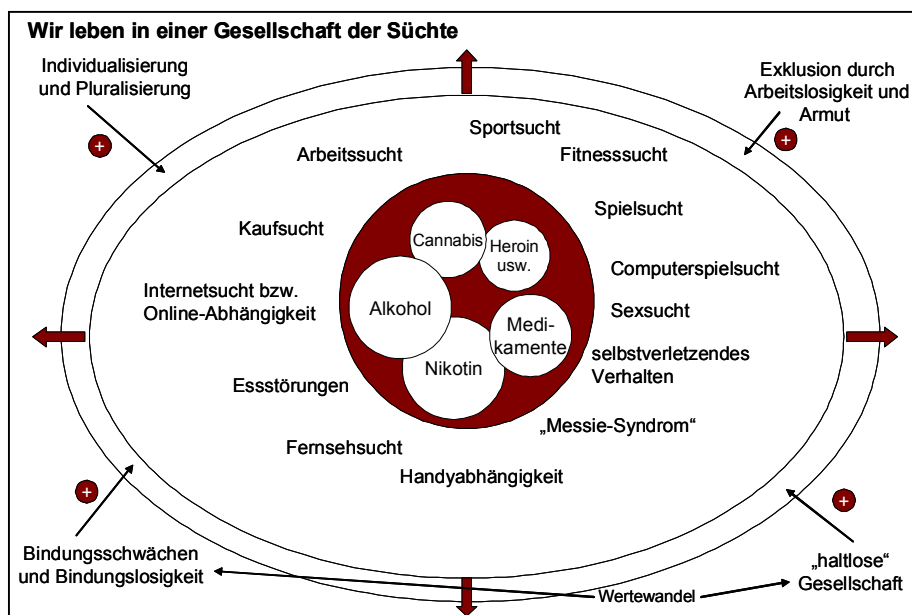 Wir leben in einer Gesellschaft der Süchte
Individualisierung
und Pluralisierung
Exklusion durch
Arbeitslosigkeit und
Armut
+
+
Sportsucht
Arbeitssucht
Fitnesssucht
Kaufsucht
Spielsucht
Cannabis
Heroin
usw.
Computerspielsucht
Internetsucht bzw.
Online-Abhängigkeit
Alkohol
Sexsucht
Medi-
kamente
selbstverletzendes
Verhalten
Nikotin
Essstörungen
„Messie-Syndrom“
Fernsehsucht
Handyabhängigkeit
+
+
Bindungsschwächen
und Bindungslosigkeit
„haltlose“
Gesellschaft
Wertewandel